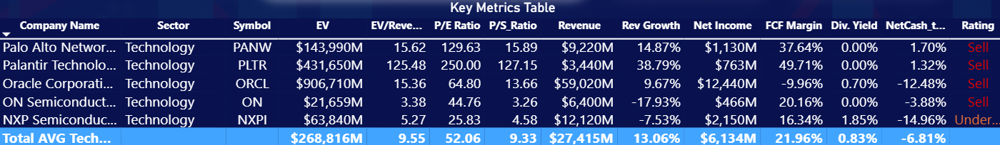 Key Metrics Table
Company Name Sector Symbol EV EV/Reve... P/E Ratio P/S_Ratio Revenue Rev Growth Net Income FCF Margin Div. Yield NetCash_t... Rating
Palo Alto Networ... Technology PANW $143,990M 15.62 129.63 15.89 $9,220M 14.87% $1,130M 37.64% 0.00% 1.70% Sell
Palantir Technolo... Technology PLTR $431,650M 125.48 250.00 127.15 $3,440M 38.79% $763M 49.71% 0.00% 1.32% Sell
Oracle Corporati... Technology ORCL $906,710M 15.36 64.80 13.66 $59,020M 9.67% $12,440M -9.96% 0.70% -12.48% Sell
ON Semiconduct... Technology ON $21,659M 3.38 44.76 3.26 $6,400M -17.93% $466M 20.16% 0.00% -3.88% Sell
NXP Semiconduc... Technology NXPI $63,840M 5.27 25.83 4.58 $12,120M -7.53% $2,150M 16.34% 1.85% -14.96% Under...
Total AVG Tech... $268,816M 9.55 52.06 9.33 $27,415M 13.06% $6,134M 21.96% 0.83% -6.81%